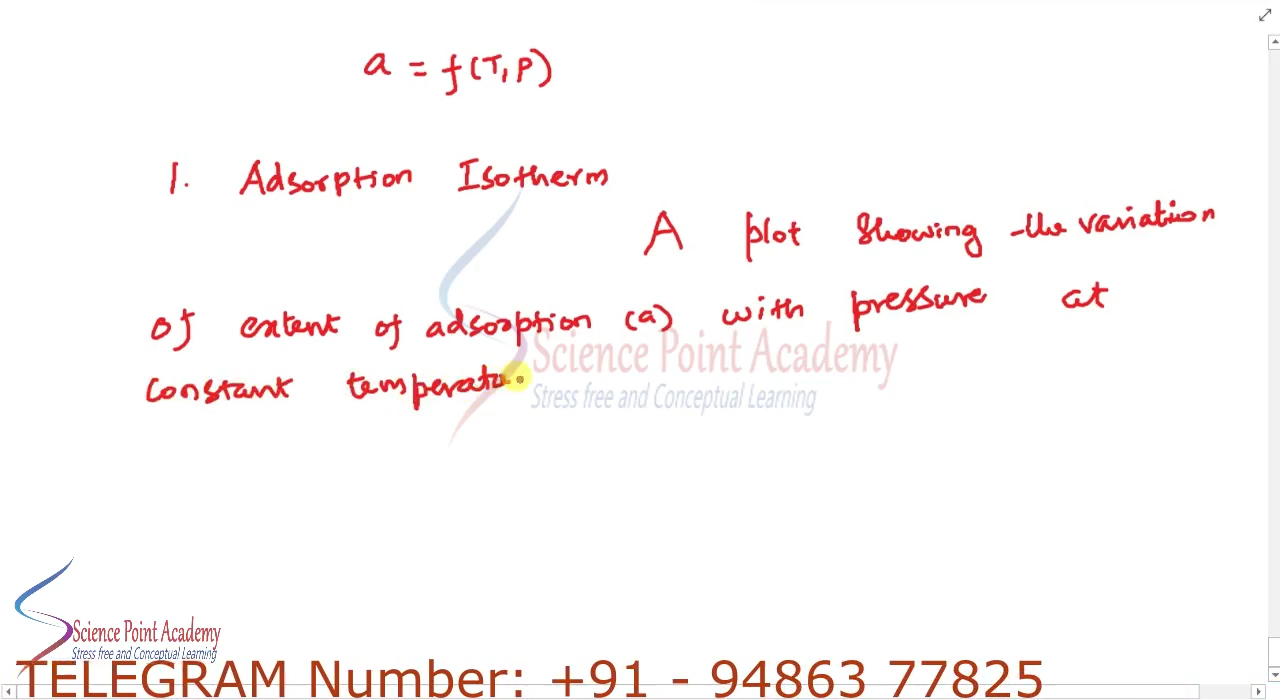 a = f(T, P)
1. Adsorption Isotherm
A plot showing the variation
of extent of adsorption (a) with pressure at
constant temperatu
Science Point Academy
Stress free and Conceptual Learning
Science Point Academy
Stress free and Conceptual Learning
TELEGRAM Number: +91 - 94863 77825